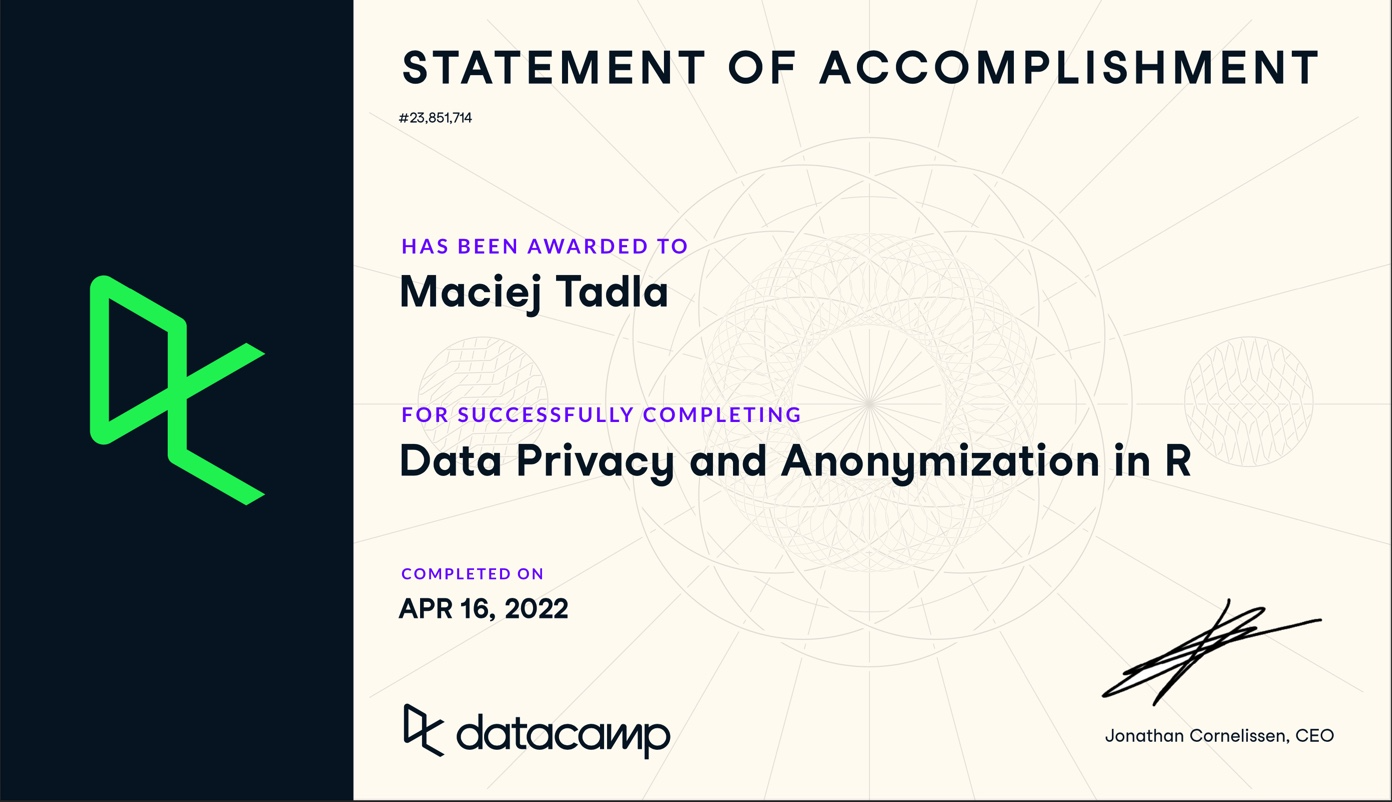 STATEMENT OF ACCOMPLISHMENT
#23,851,714
HAS BEEN AWARDED TO
Maciej Tadla
FOR SUCCESSFULLY COMPLETING
Data Privacy and Anonymization in R
COMPLETED ON
APR 16, 2022
datacamp
Jonathan Cornelissen, CEO